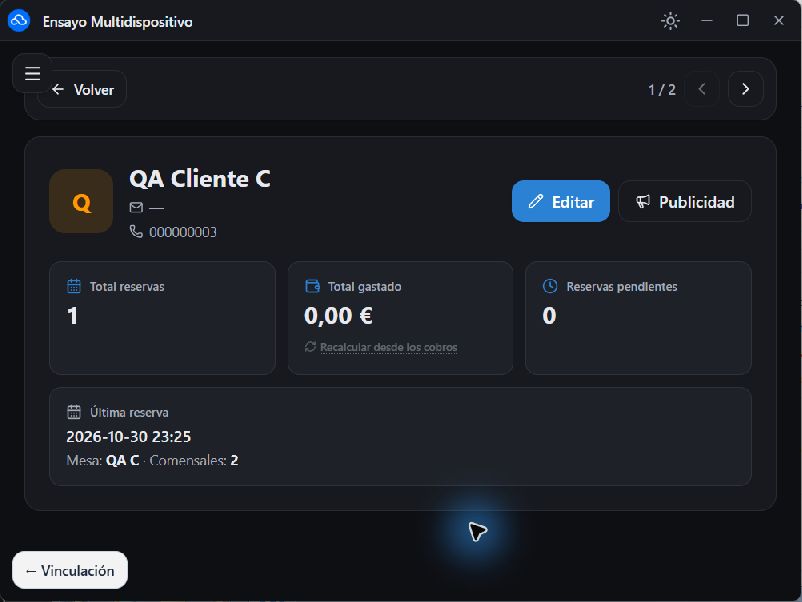 Ensayo Multidispositivo
← Volver
1 / 2
Q
QA Cliente C
—
000000003
Editar
Publicidad
Total reservas
1
Total gastado
0,00 €
Recalcular desde los cobros
Reservas pendientes
0
Última reserva
2026-10-30 23:25
Mesa: QA C · Comensales: 2
← Vinculación